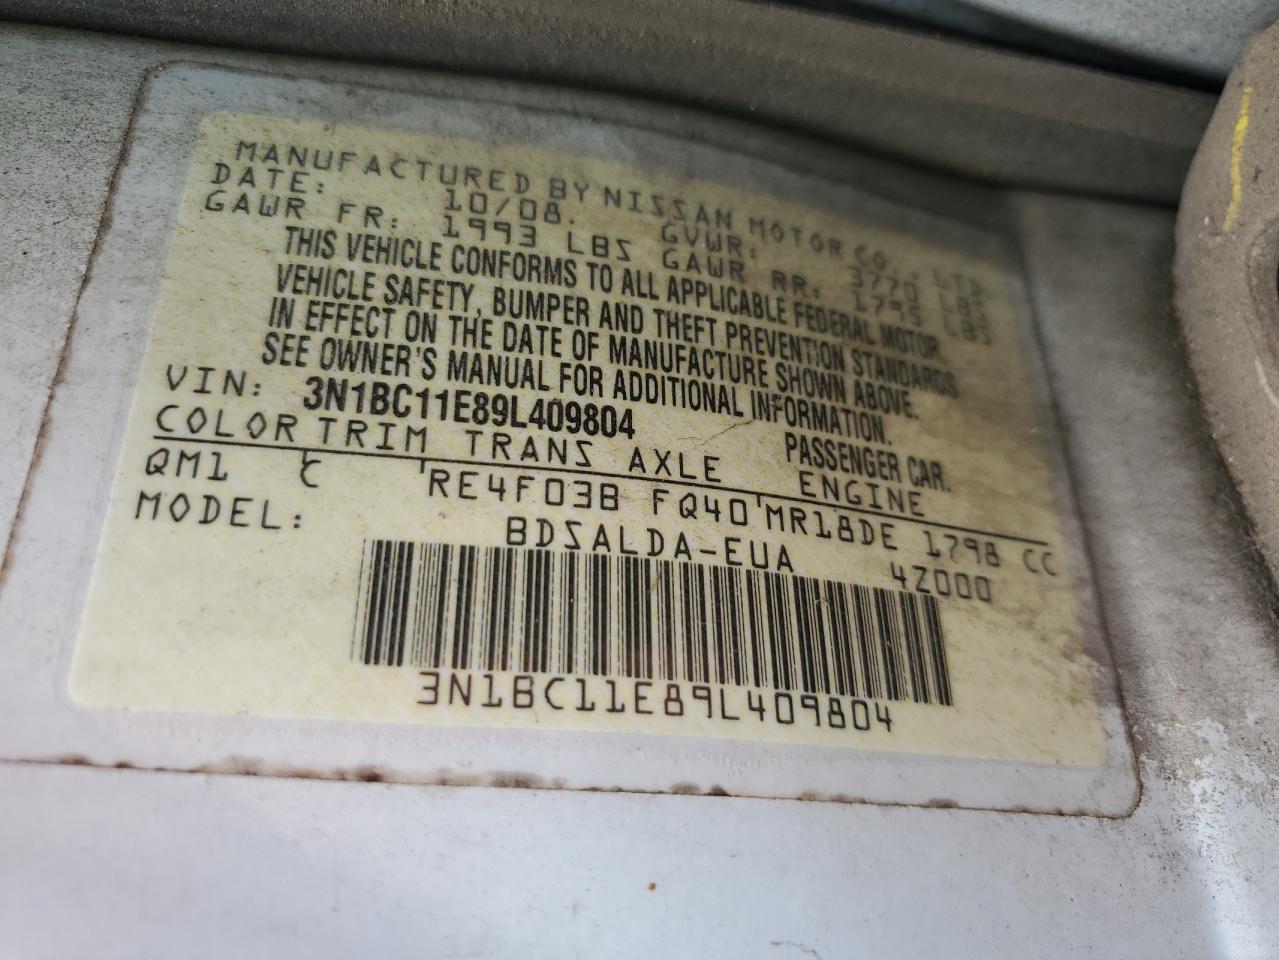 MANUFACTURED BY NISSAN MOTOR CO., LTD
DATE: 10/08. GVWR: 3770 LBS
GAWR FR: 1993 LBS GAWR RR: 1795 LBS
THIS VEHICLE CONFORMS TO ALL APPLICABLE FEDERAL MOTOR
VEHICLE SAFETY, BUMPER AND THEFT PREVENTION STANDARDS
IN EFFECT ON THE DATE OF MANUFACTURE SHOWN ABOVE.
SEE OWNER'S MANUAL FOR ADDITIONAL INFORMATION.
VIN: 3N1BC11E89L409804 PASSENGER CAR.
COLOR TRIM TRANS AXLE ENGINE
QM1 C RE4F03B FQ40 MR18DE 1798 CC
MODEL: BDSALDA-EUA 4Z000
3N1BC11E89L409804